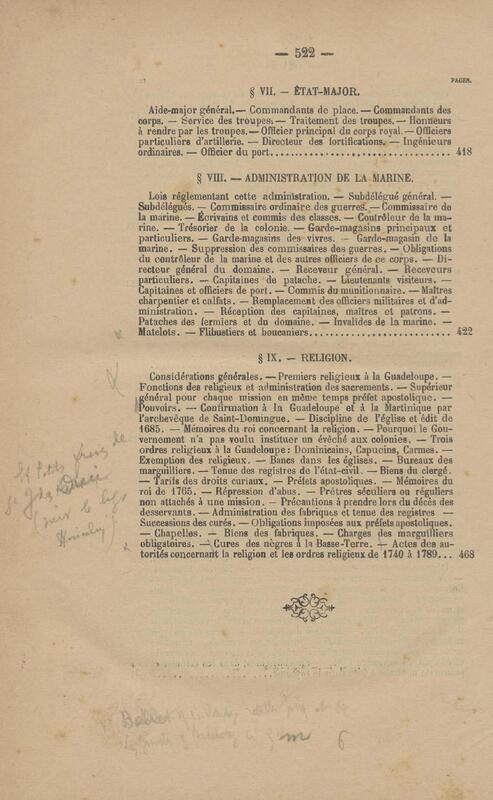 — 522 —
PAGES.
§ VII. — ÉTAT-MAJOR.
Aide-major général. — Commandants de place. — Commandants des
corps. — Service des troupes. — Traitement des troupes. — Honneurs
à rendre par les troupes. — Officier principal du corps royal. — Officiers
particuliers d'artillerie. — Directeur des fortifications. — Ingénieurs
ordinaires. — Officier du port........................................ 418
§ VIII. — ADMINISTRATION DE LA MARINE.
Lois réglementant cette administration. — Subdélégué général. —
Subdélégués. — Commissaire ordinaire des guerres. — Commissaire de
la marine. — Écrivains et commis des classes. — Contrôleur de la ma-
rine. — Trésorier de la colonie. — Garde-magasins principaux et
particuliers. — Garde-magasins des vivres. — Garde-magasin de la
marine. — Suppression des commissaires des guerres. — Obligations
du contrôleur de la marine et des autres officiers de ce corps. — Di-
recteur général du domaine. — Receveur général. — Receveurs
particuliers. — Capitaines de patache. — Lieutenants visiteurs. —
Capitaines et officiers de port. — Commis du munitionnaire. — Maîtres
charpentier et calfats. — Remplacement des officiers militaires et d'ad-
ministration. — Réception des capitaines, maîtres et patrons. —
Pataches des fermiers et du domaine. — Invalides de la marine. —
Matelots. — Flibustiers et boucaniers................................ 422
§ IX. — RELIGION.
Considérations générales. — Premiers religieux à la Guadeloupe. —
Fonctions des religieux et administration des sacrements. — Supérieur
général pour chaque mission en même temps préfet apostolique. —
Pouvoirs. — Confirmation à la Guadeloupe et à la Martinique par
l'archevêque de Saint-Domingue. — Discipline de l'église et édit de
1685. — Mémoires du roi concernant la religion. — Pourquoi le Gou-
vernement n'a pas voulu instituer un évêché aux colonies. — Trois
ordres religieux à la Guadeloupe: Dominicains, Capucins, Carmes. —
Exemption des religieux. — Bancs dans les églises. — Bureaux des
marguilliers. — Tenue des registres de l'état-civil. — Biens du clergé.
— Tarifs des droits curiaux. — Préfets apostoliques. — Mémoires du
roi de 1765. — Répression d'abus. — Prêtres séculiers ou réguliers
non attachés à une mission. — Précautions à prendre lors du décès des
desservants. — Administration des fabriques et tenue des registres —
Successions des curés. — Obligations imposées aux préfets apostoliques.
— Chapelles. — Biens des fabriques. — Charges des marguilliers
obligatoires. — Cures des nègres à la Basse-Terre. — Actes des au-
torités concernant la religion et les ordres religieux de 1740 à 1789... 468